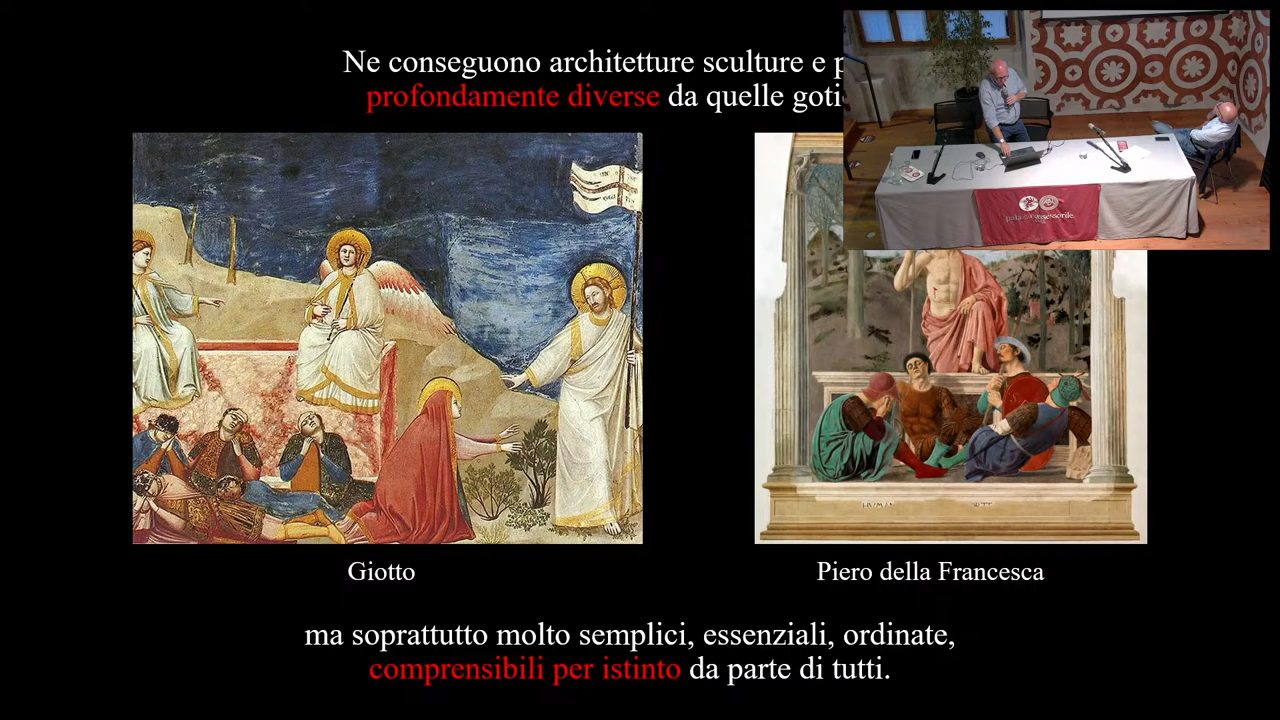 Ne conseguono architetture sculture e
profondamente diverse da quelle
Giotto
Piero della Francesca
ma soprattutto molto semplici, essenziali, ordinate,
comprensibili per istinto da parte di tutti.